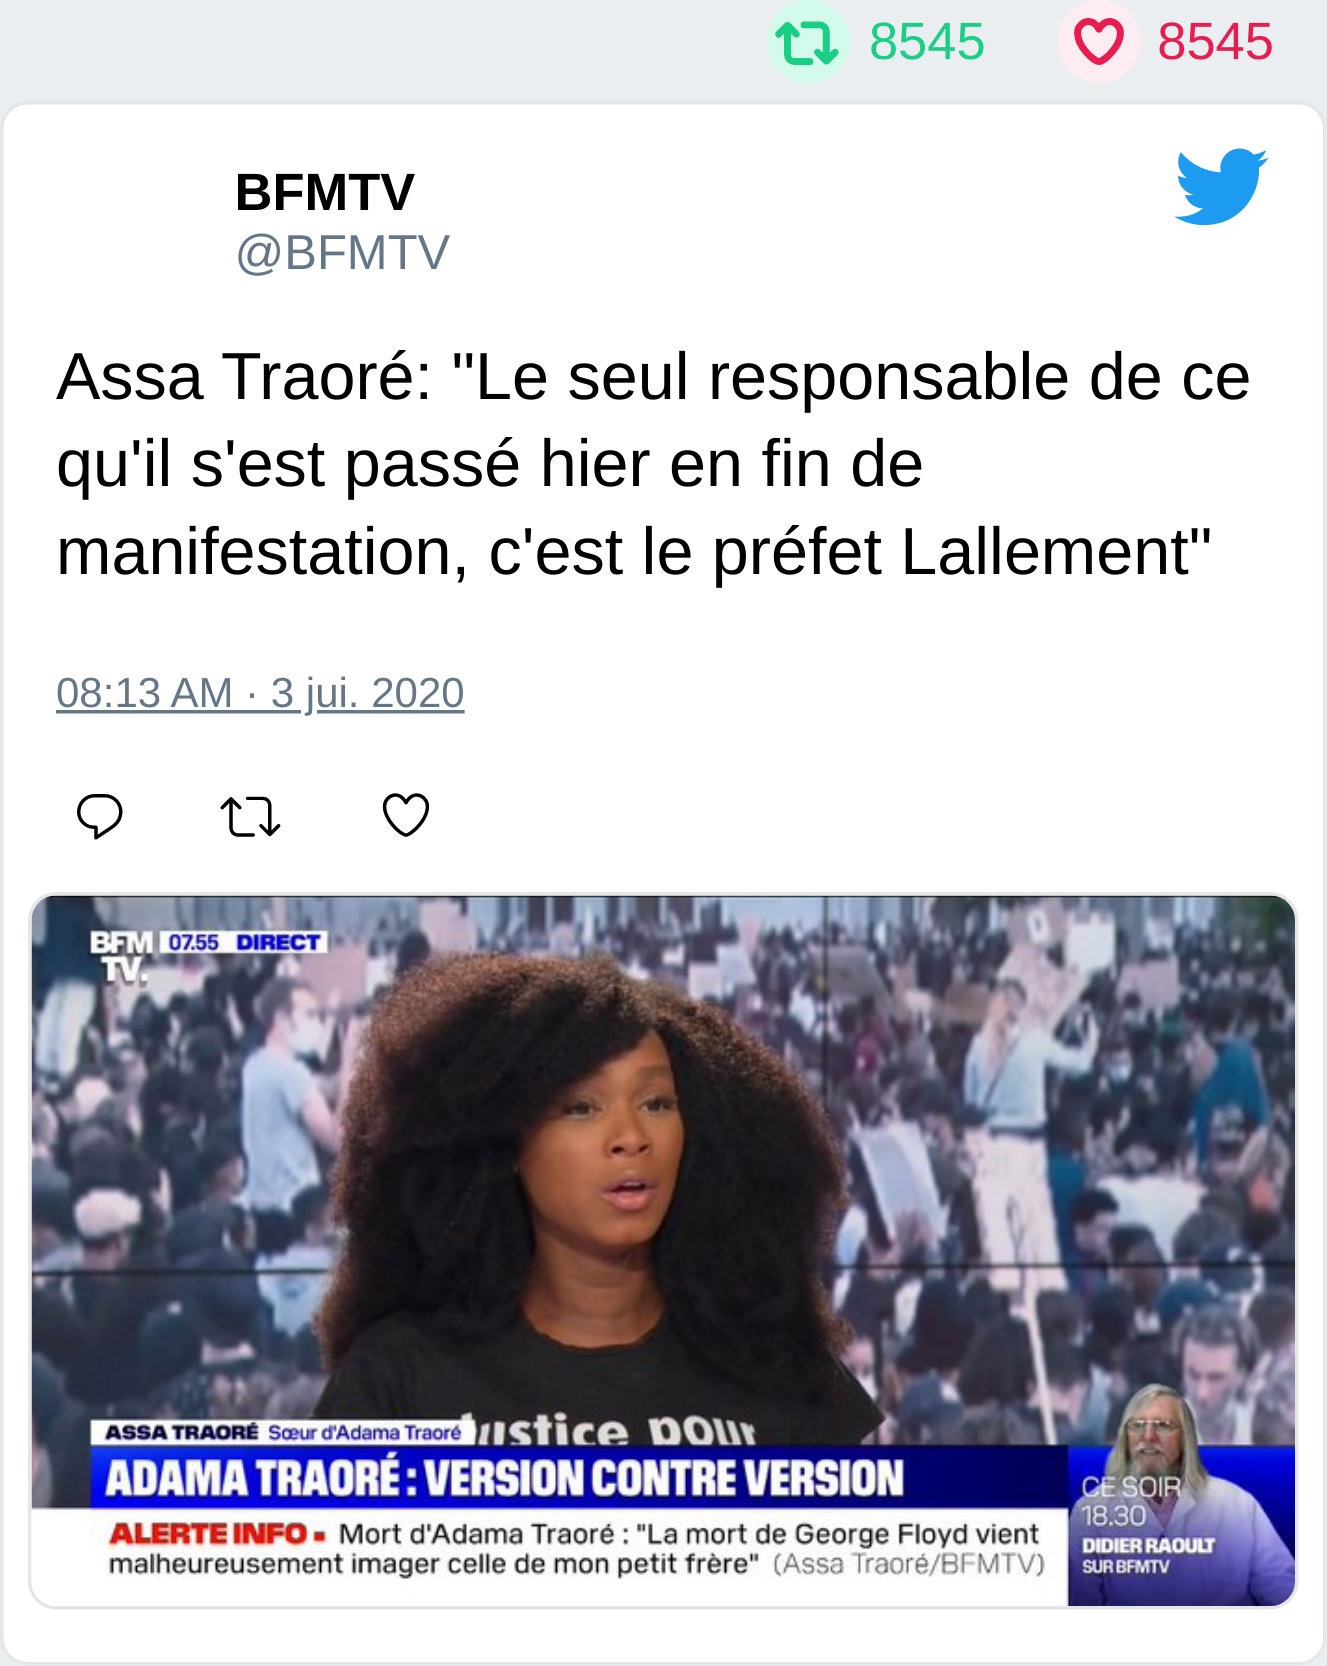 8545 8545
BFMTV
@BFMTV
Assa Traoré: "Le seul responsable de ce
qu'il s'est passé hier en fin de
manifestation, c'est le préfet Lallement"
08:13 AM · 3 jui. 2020
BFM 07.55 DIRECT
TV.
Justice pour
ASSA TRAORÉ Sœur d'Adama Traoré
ADAMA TRAORÉ : VERSION CONTRE VERSION
ALERTE INFO ▪ Mort d'Adama Traoré : "La mort de George Floyd vient
malheureusement imager celle de mon petit frère" (Assa Traoré/BFMTV)
CE SOIR
18.30
DIDIER RAOULT
SUR BFMTV